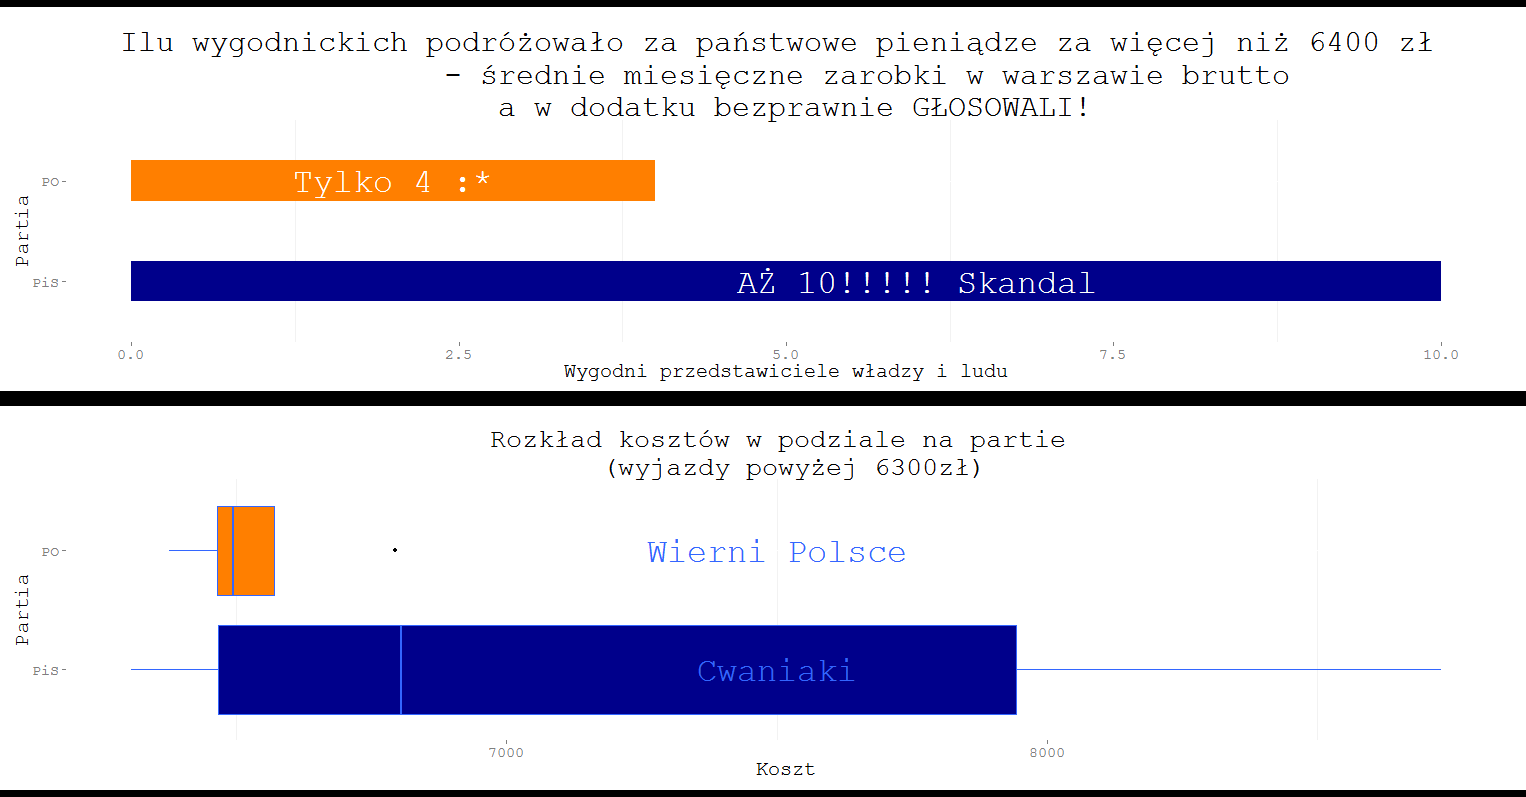 Ilu wygodnickich podróżowało za państwowe pieniądze za więcej niż 6400 zł
- średnie miesięczne zarobki w warszawie brutto
a w dodatku bezprawnie GŁOSOWALI!
Partia
PO
Tylko 4 :*
PiS
AŻ 10!!!!! Skandal
0.0 2.5 5.0 7.5 10.0
Wygodni przedstawiciele władzy i ludu
Rozkład kosztów w podziale na partie
(wyjazdy powyżej 6300zł)
Partia
PO
Wierni Polsce
PiS
Cwaniaki
7000 8000
Koszt